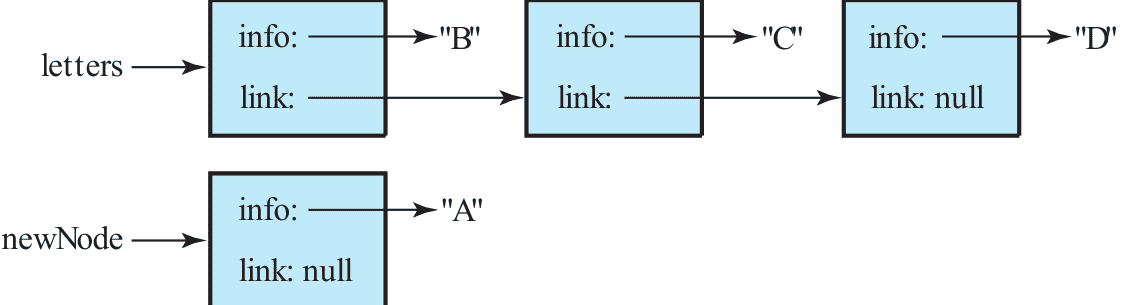 info: "B" info: "C" info: "D"
letters
link: link: link: null
info: "A"
newNode
link: null